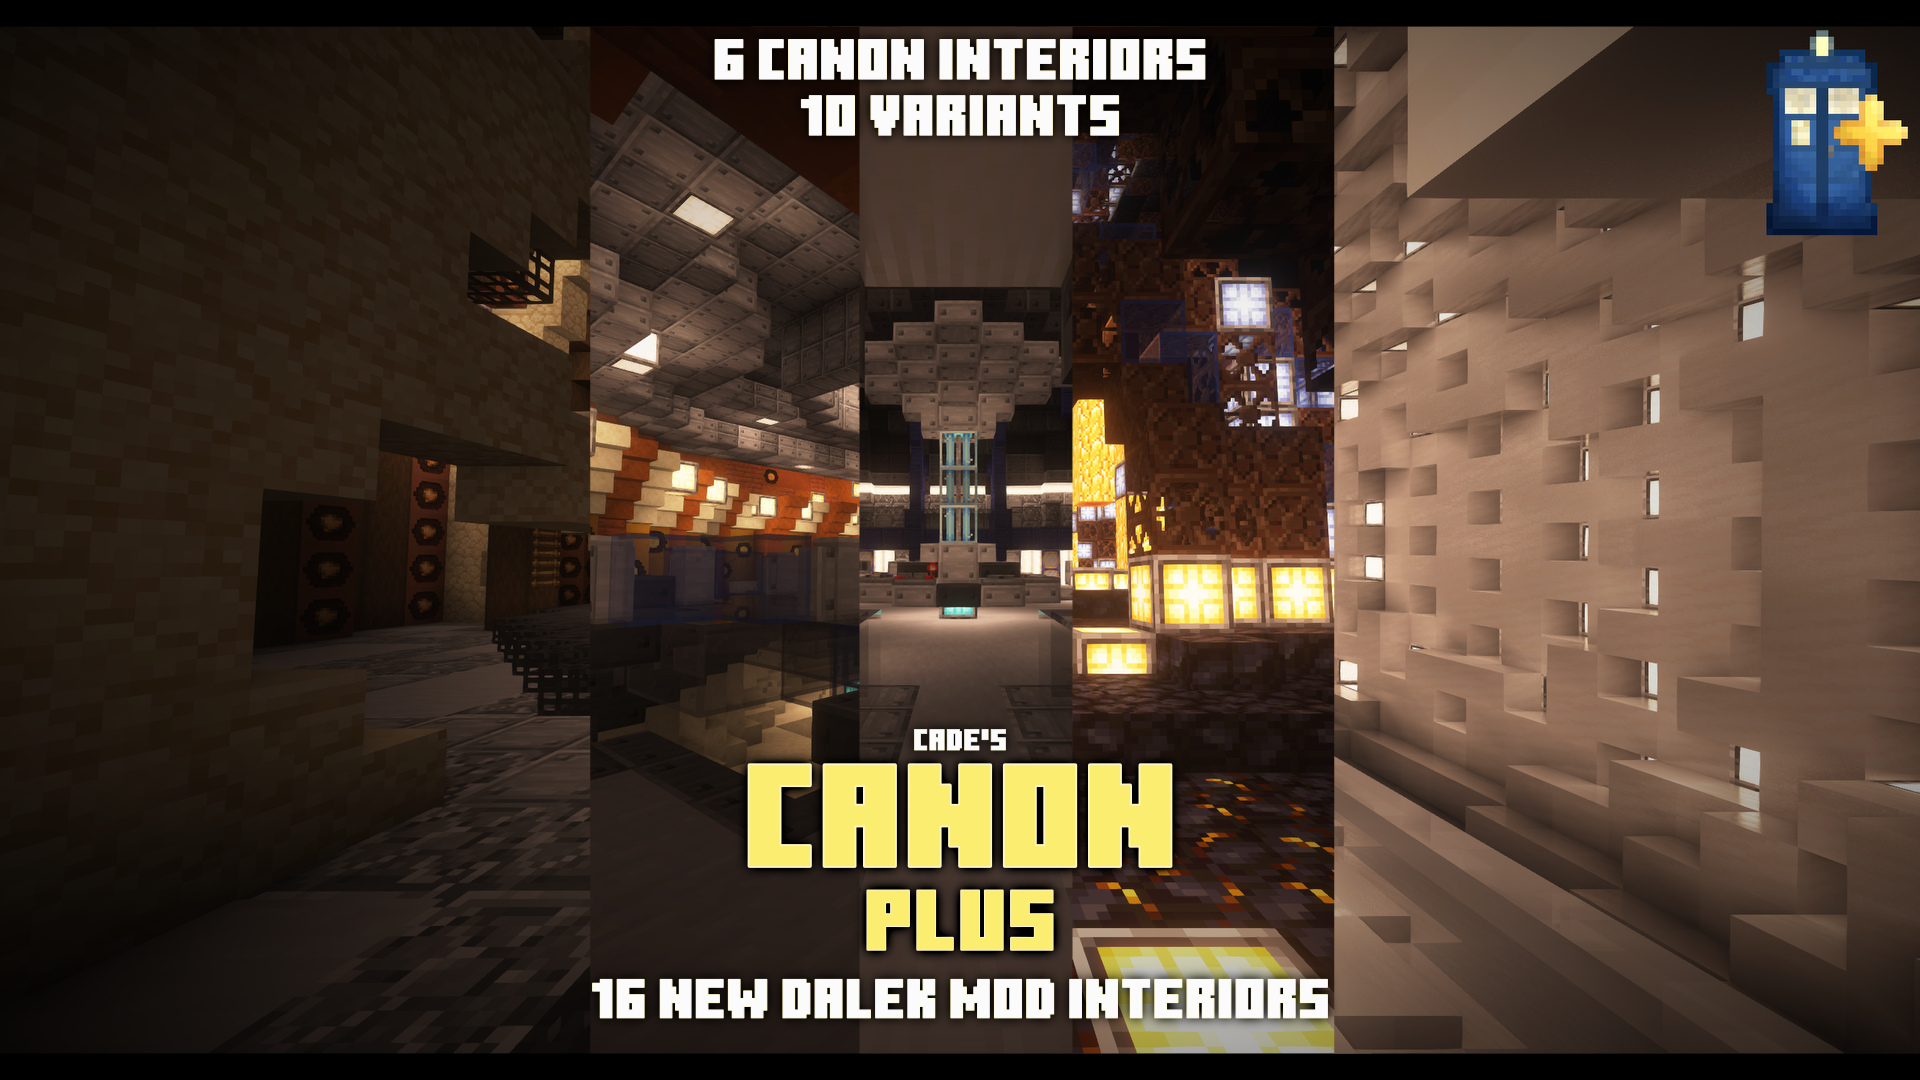 6 CANON INTERIORS
10 VARIANTS
CADE'S
CANON
PLUS
16 NEW DALEK MOD INTERIORS